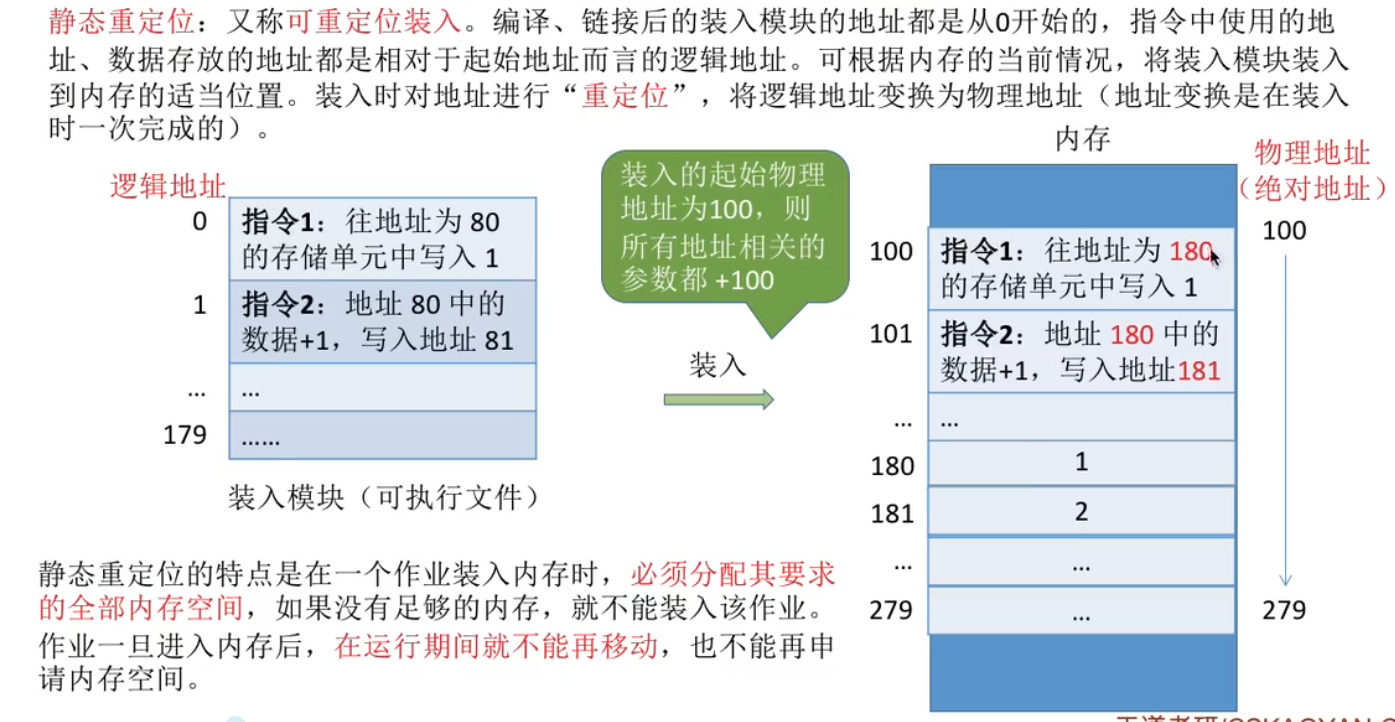 静态重定位：又称可重定位装入。编译、链接后的装入模块的地址都是从0开始的，指令中使用的地
址、数据存放的地址都是相对于起始地址而言的逻辑地址。可根据内存的当前情况，将装入模块装入
到内存的适当位置。装入时对地址进行“重定位”，将逻辑地址变换为物理地址（地址变换是在装入
时一次完成的）。
逻辑地址
0
指令1：往地址为 80
的存储单元中写入 1
1
指令2：地址 80 中的
数据+1，写入地址 81
...
...
179
......
装入模块（可执行文件）
装入的起始物理
地址为100，则
所有地址相关的
参数都 +100
装入
内存
物理地址
（绝对地址）
100
100
指令1：往地址为 180
的存储单元中写入 1
101
指令2：地址 180 中的
数据+1，写入地址181
...
...
180
1
181
2
...
...
279
...
279
静态重定位的特点是在一个作业装入内存时，必须分配其要求
的全部内存空间，如果没有足够的内存，就不能装入该作业。
作业一旦进入内存后，在运行期间就不能再移动，也不能再申
请内存空间。